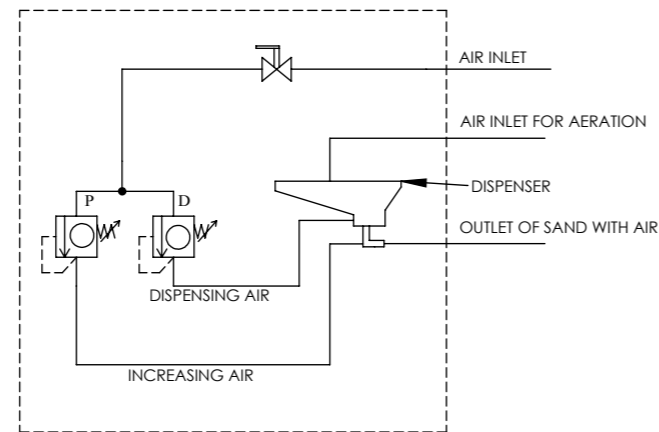 AIR INLET
AIR INLET FOR AERATION
P
D
DISPENSER
OUTLET OF SAND WITH AIR
DISPENSING AIR
INCREASING AIR